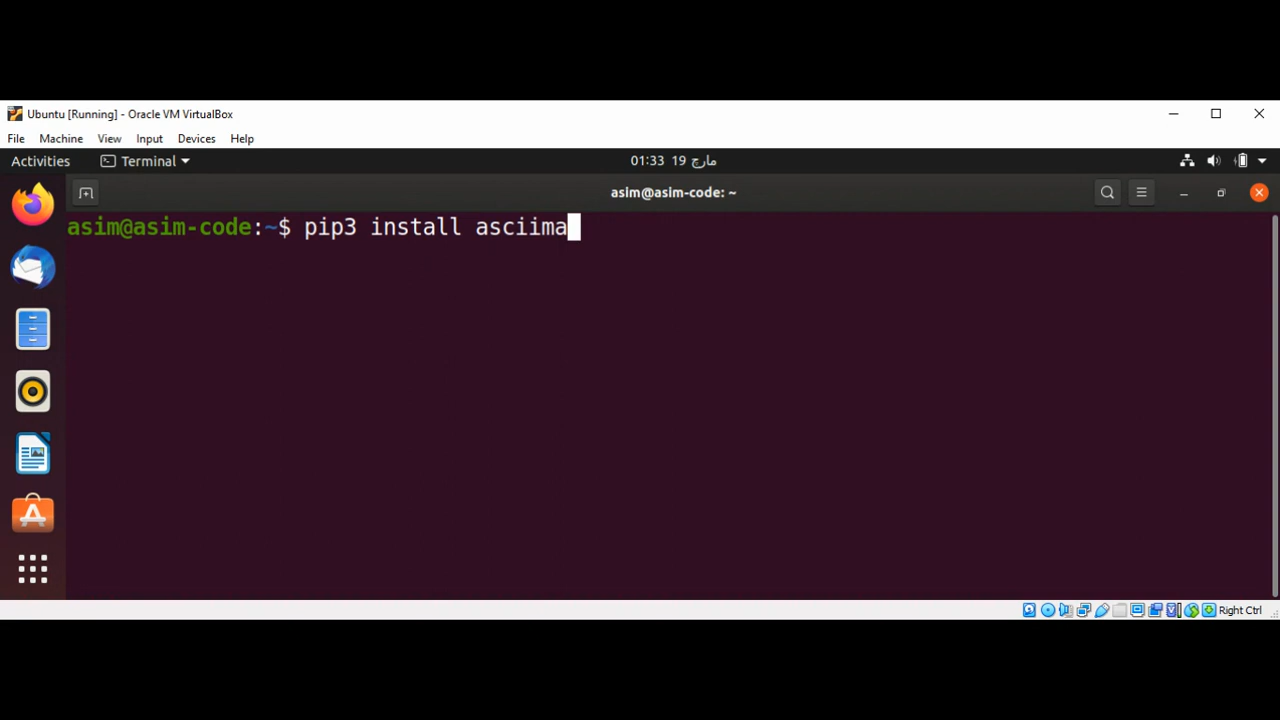 Ubuntu [Running] - Oracle VM VirtualBox
File Machine View Input Devices Help
Activities Terminal 01:33 19 مارچ
asim@asim-code: ~
asim@asim-code:~$ pip3 install asciima
Right Ctrl